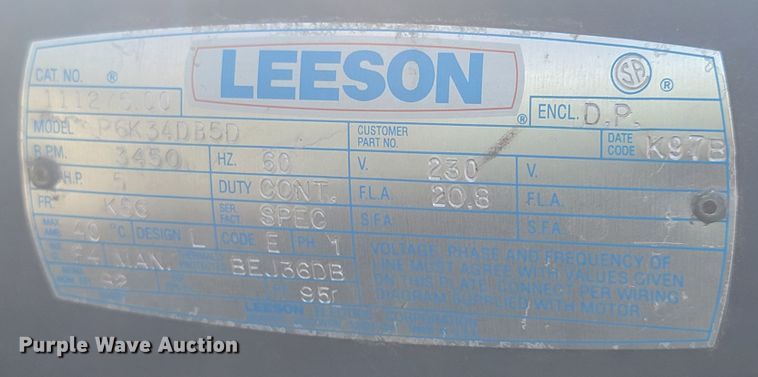 LEESON ®
SA ®
CAT. NO. ® 111275.00
ENCL. D.P.
MODEL P6K34DB5D
CUSTOMER PART NO.
DATE CODE K97B
R.P.M. 3450 HZ. 60 V. 230 V.
H.P. 5 DUTY CONT. F.L.A. 20.8 F.L.A.
FR. K56 SER FACT. SPEC S.F.A. S.F.A.
MAX AMB. 40 °C DESIGN L CODE E PH. 1
MAN. BEJ36DB
82 95
VOLTAGE, PHASE AND FREQUENCY OF
LINE MUST AGREE WITH VALUES GIVEN
ON THIS PLATE CONNECT PER WIRING
DIAGRAM SUPPLIED WITH MOTOR.
LEESON
Purple Wave Auction